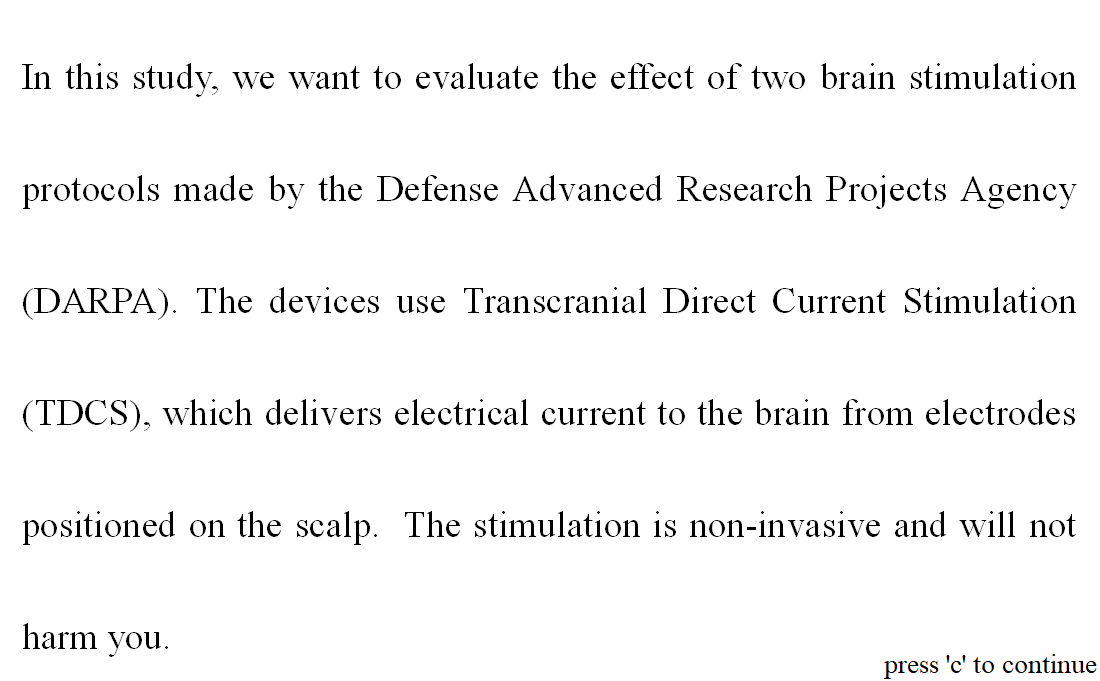 In this study, we want to evaluate the effect of two brain stimulation
protocols made by the Defense Advanced Research Projects Agency
(DARPA). The devices use Transcranial Direct Current Stimulation
(TDCS), which delivers electrical current to the brain from electrodes
positioned on the scalp.  The stimulation is non-invasive and will not
harm you.
press 'c' to continue